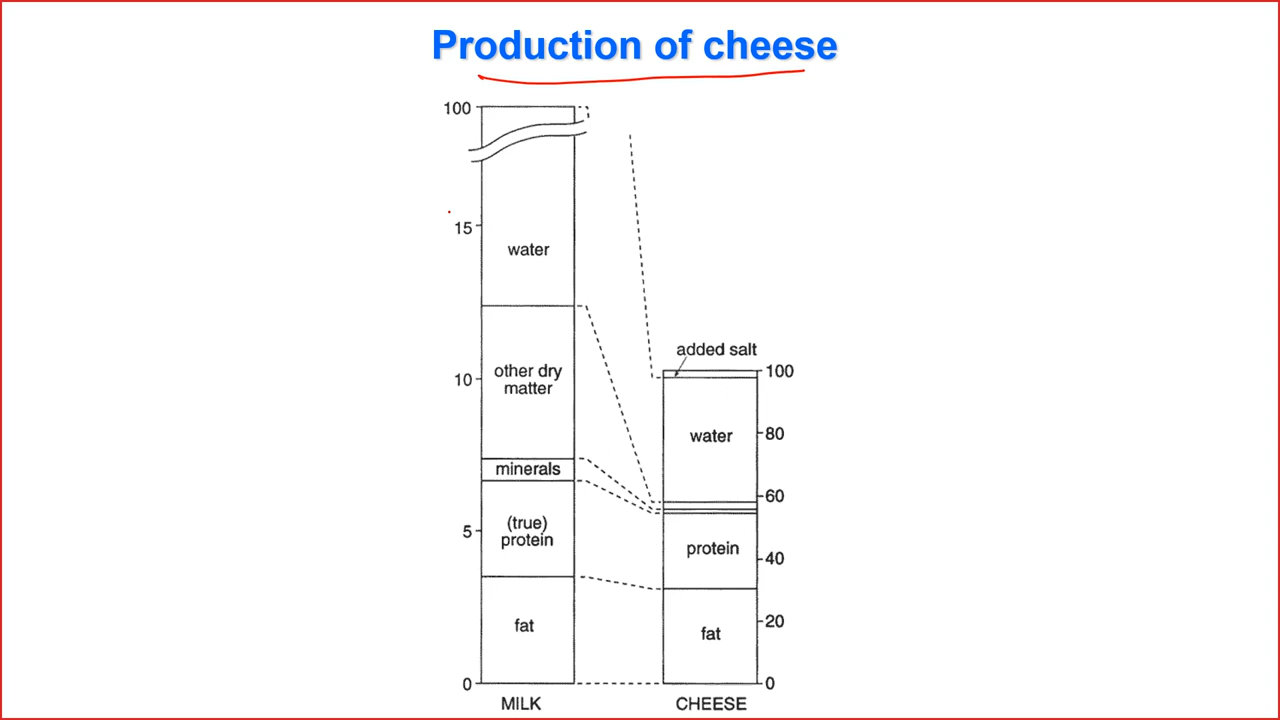 Production of cheese
100
15
water
other dry
matter
10
minerals
(true)
protein
5
fat
0
MILK
added salt
100
water
80
60
protein
40
20
fat
0
CHEESE